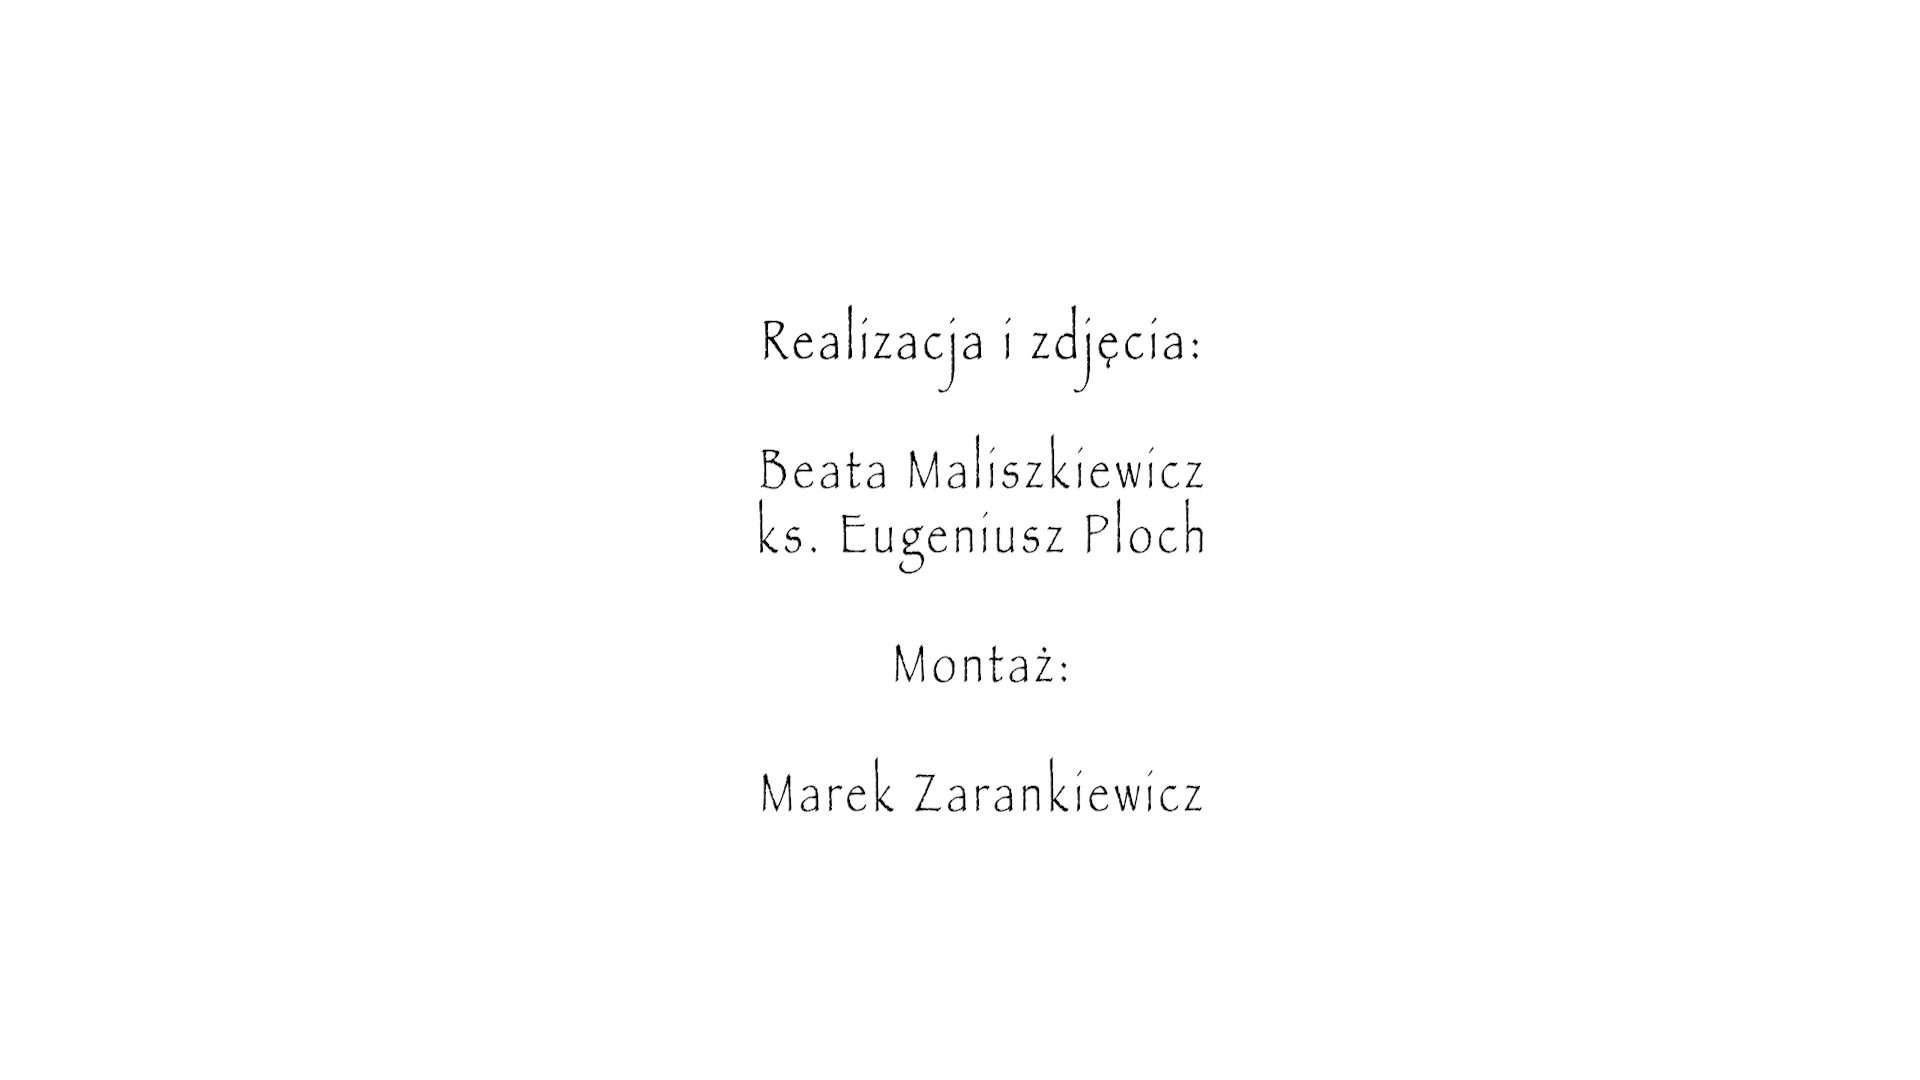 Realizacja i zdjęcia:
Beata Maliszkiewicz
ks. Eugeniusz Ploch
Montaż:
Marek Zarankiewicz